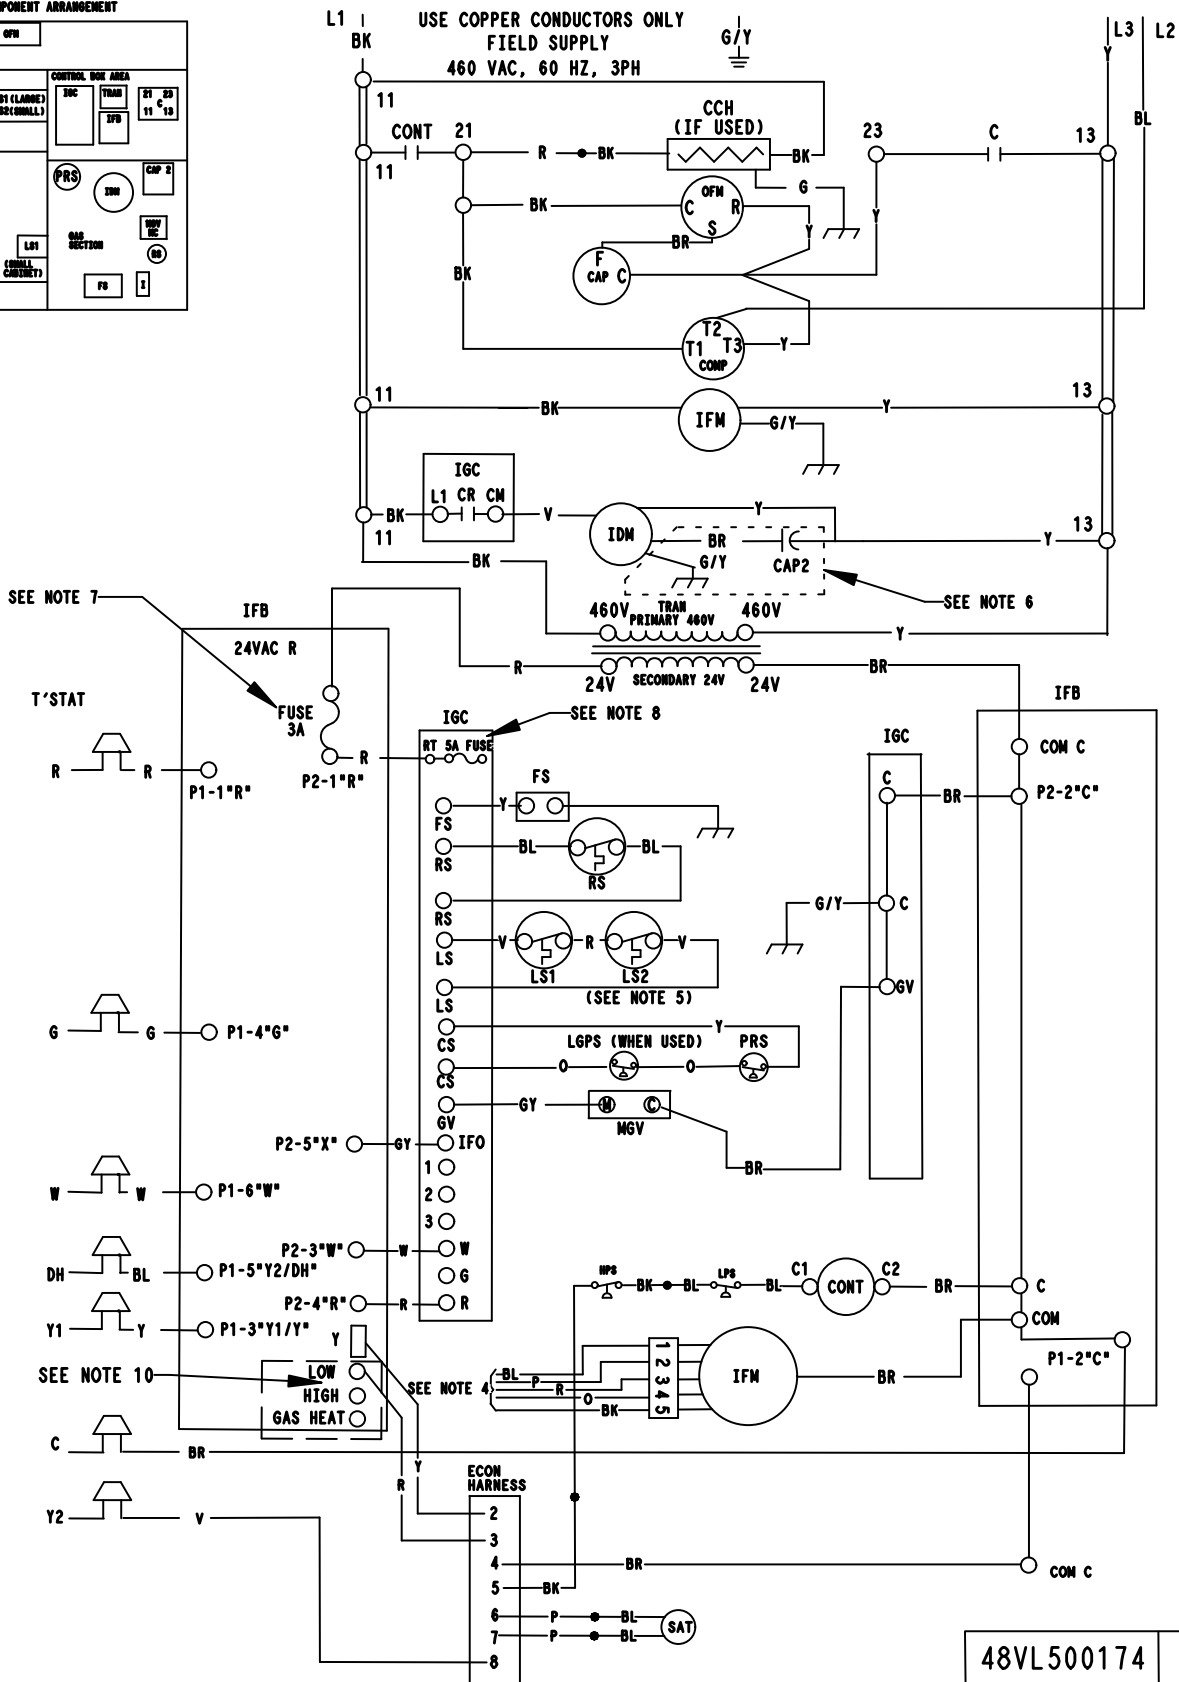 MPONENT ARRANGEMENT
OFM
CONTROL BOX AREA
IGC
TRAN
IFB
21 23
C
11 13
S1(LARGE)
S2(SMALL)
PRS
IDM
CAP 2
MGV
GAS
SECTION
RS
LS1
(SMALL
CABINET)
FS
I
L1
BK
USE COPPER CONDUCTORS ONLY
FIELD SUPPLY
460 VAC, 60 HZ, 3PH
G/Y
L3
L2
Y
BL
11
CCH
(IF USED)
CONT
21
R
BK
BK
23
C
13
11
G
BK
OFM
C
R
S
Y
Y
BR
F
CAP C
BK
T2
T1 T3
COMP
Y
11
BK
IFM
Y
13
G/Y
IGC
L1 CR CM
BK
V
IDM
Y
BR
CAP2
Y
13
11
G/Y
BK
SEE NOTE 6
SEE NOTE 7
IFB
24VAC R
460V
TRAN
PRIMARY 460V
460V
Y
R
24V
SECONDARY 24V
24V
BR
T'STAT
FUSE
3A
IGC
SEE NOTE 8
IFB
IGC
RT 5A FUSE
COM C
R
R
P1-1"R"
P2-1"R"
R
FS
C
BR
P2-2"C"
Y
FS
BL
BL
RS
RS
RS
G/Y
C
V
R
V
LS
LS1
LS2
(SEE NOTE 5)
GV
LS
Y
CS
LGPS (WHEN USED)
PRS
O
O
CS
G
G
P1-4"G"
GY
M
C
GV
MGV
P2-5"X"
GY
IFO
BR
1
2
3
W
W
P1-6"W"
P2-3"W"
W
W
G
DH
BL
P1-5"Y2/DH"
P2-4"R"
R
R
HPS
BK
BL
LPS
BL
C1
CONT
C2
BR
C
COM
Y1
Y
P1-3"Y1/Y"
Y
P1-2"C"
SEE NOTE 10
LOW
HIGH
GAS HEAT
SEE NOTE 4
BL
P
R
O
BK
1
2
3
4
5
IFM
BR
C
BR
R
Y
ECON
HARNESS
Y2
V
2
3
4
BR
COM C
5
BK
6
P
BL
SAT
7
P
BL
8
48VL500174